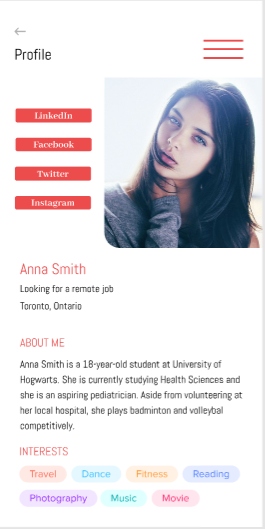 Profile
LinkedIn
Facebook
Twitter
Instagram
Anna Smith
Looking for a remote job
Toronto, Ontario
ABOUT ME
Anna Smith is a 18-year-old student at University of
Hogwarts. She is currently studying Health Sciences and
she is an aspiring pediatrician. Aside from volunteering at
her local hospital, she plays badminton and volleybal
competitively.
INTERESTS
Travel Dance Fitness Reading
Photography Music Movie